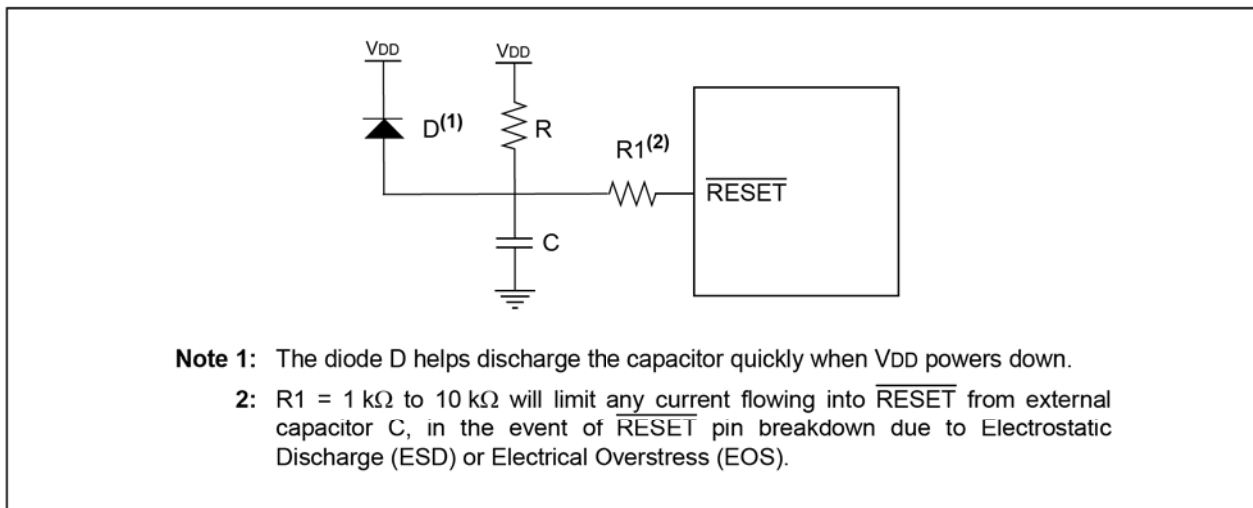 VDD VDD
D(1)
R
R1(2)
RESET
C
Note 1: The diode D helps discharge the capacitor quickly when VDD powers down.
2: R1 = 1 kΩ to 10 kΩ will limit any current flowing into RESET from external
capacitor C, in the event of RESET pin breakdown due to Electrostatic
Discharge (ESD) or Electrical Overstress (EOS).